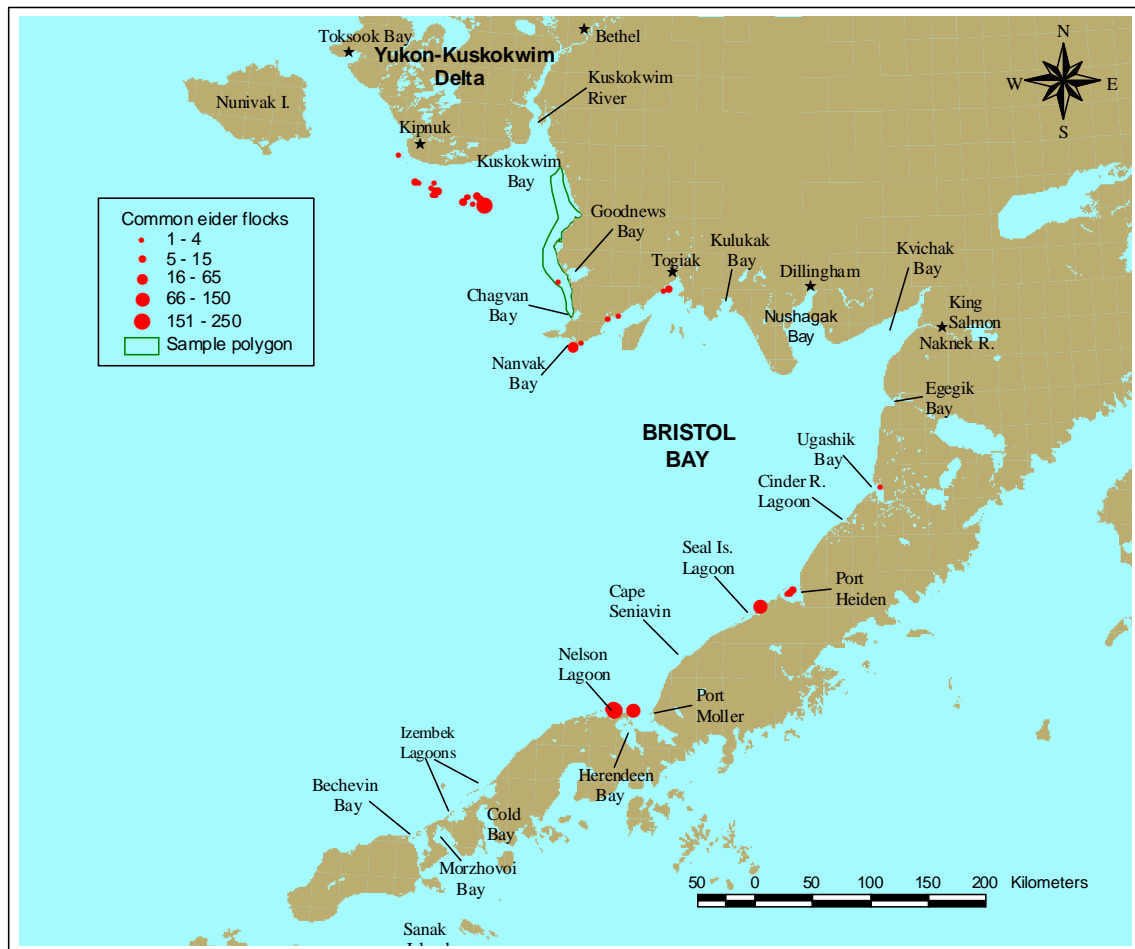 Toksook Bay
Bethel
Yukon-Kuskokwim
Delta
N
W
E
S
Nunivak I.
Kuskokwim
River
Kipnuk
Kuskokwim
Bay
Common eider flocks
1 - 4
5 - 15
16 - 65
66 - 150
151 - 250
Sample polygon
Goodnews
Bay
Togiak
Kulukak
Bay
Dillingham
Kvichak
Bay
Chagvan
Bay
Nushagak
Bay
King
Salmon
Naknek R.
Nanvak
Bay
Egegik
Bay
BRISTOL
BAY
Ugashik
Bay
Cinder R.
Lagoon
Seal Is.
Lagoon
Port
Heiden
Cape
Seniavin
Nelson
Lagoon
Port
Moller
Izembek
Lagoons
Herendeen
Bay
Bechevin
Bay
Cold
Bay
Morzhovoi
Bay
50 0 50 100 150 200 Kilometers
Sanak